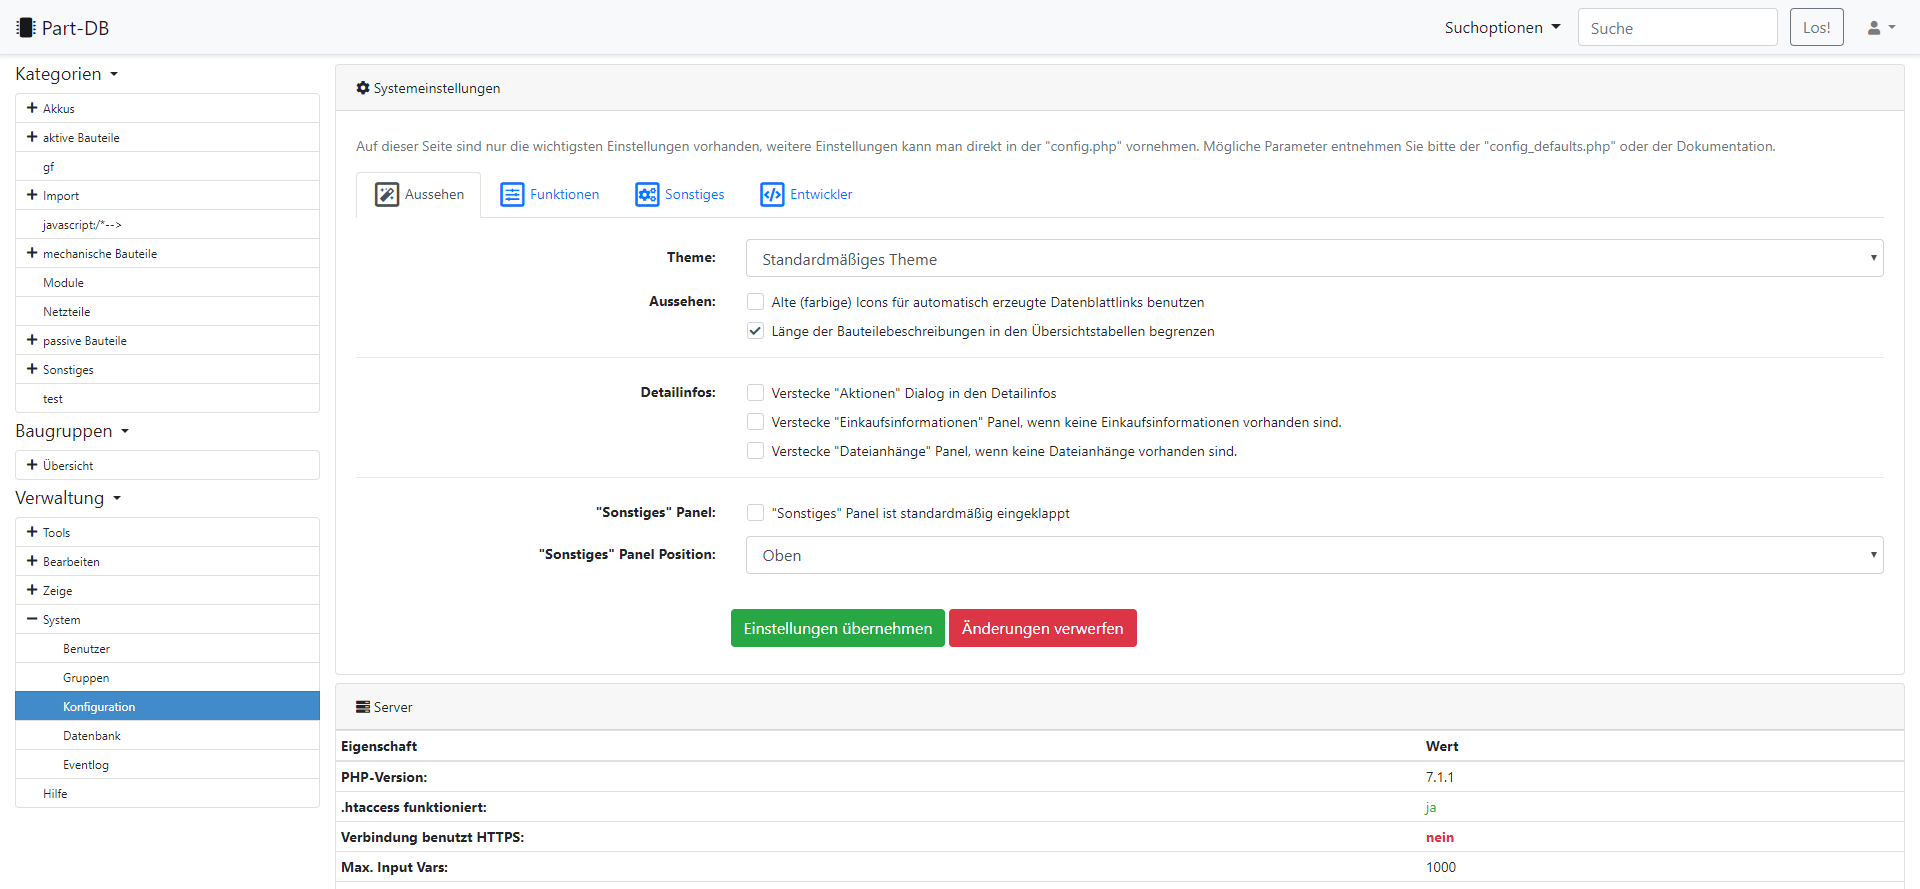 Part-DB
Suchoptionen
Suche
Los!
Kategorien
Akkus
aktive Bauteile
gf
Import
javascript:/*-->
mechanische Bauteile
Module
Netzteile
passive Bauteile
Sonstiges
test
Baugruppen
Übersicht
Verwaltung
Tools
Bearbeiten
Zeige
System
Benutzer
Gruppen
Konfiguration
Datenbank
Eventlog
Hilfe
Systemeinstellungen
Auf dieser Seite sind nur die wichtigsten Einstellungen vorhanden, weitere Einstellungen kann man direkt in der "config.php" vornehmen. Mögliche Parameter entnehmen Sie bitte der "config_defaults.php" oder der Dokumentation.
Aussehen Funktionen Sonstiges Entwickler
Theme: Standardmäßiges Theme
Aussehen: Alte (farbige) Icons für automatisch erzeugte Datenblattlinks benutzen
Länge der Bauteilebeschreibungen in den Übersichtstabellen begrenzen
Detailinfos: Verstecke "Aktionen" Dialog in den Detailinfos
Verstecke "Einkaufsinformationen" Panel, wenn keine Einkaufsinformationen vorhanden sind.
Verstecke "Dateianhänge" Panel, wenn keine Dateianhänge vorhanden sind.
"Sonstiges" Panel: "Sonstiges" Panel ist standardmäßig eingeklappt
"Sonstiges" Panel Position: Oben
Einstellungen übernehmen Änderungen verwerfen
Server
Eigenschaft Wert
PHP-Version: 7.1.1
.htaccess funktioniert: ja
Verbindung benutzt HTTPS: nein
Max. Input Vars: 1000